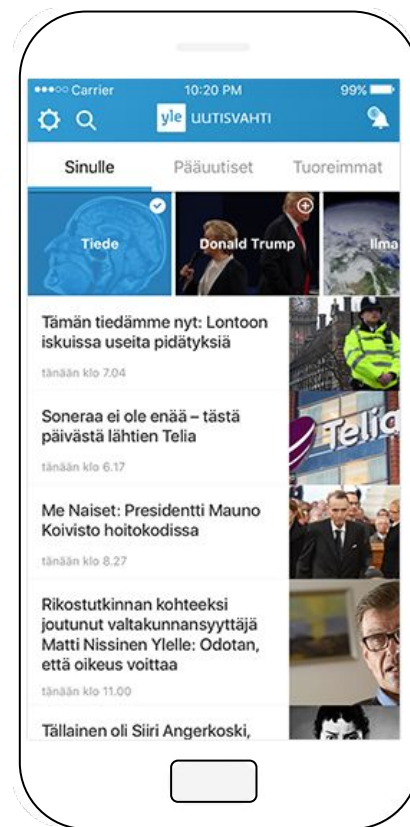 Carrier 10:20 PM 99%
yle UUTISVAHTI
Sinulle Pääuutiset Tuoreimmat
Tiede Donald Trump Ilma
Tämän tiedämme nyt: Lontoon
iskuissa useita pidätyksiä
tänään klo 7.04
Soneraa ei ole enää – tästä
päivästä lähtien Telia
tänään klo 6.17
Telia
Me Naiset: Presidentti Mauno
Koivisto hoitokodissa
tänään klo 8.27
Rikostutkinnan kohteeksi
joutunut valtakunnansyyttäjä
Matti Nissinen Ylelle: Odotan,
että oikeus voittaa
tänään klo 11.00
Tällainen oli Siiri Angerkoski,